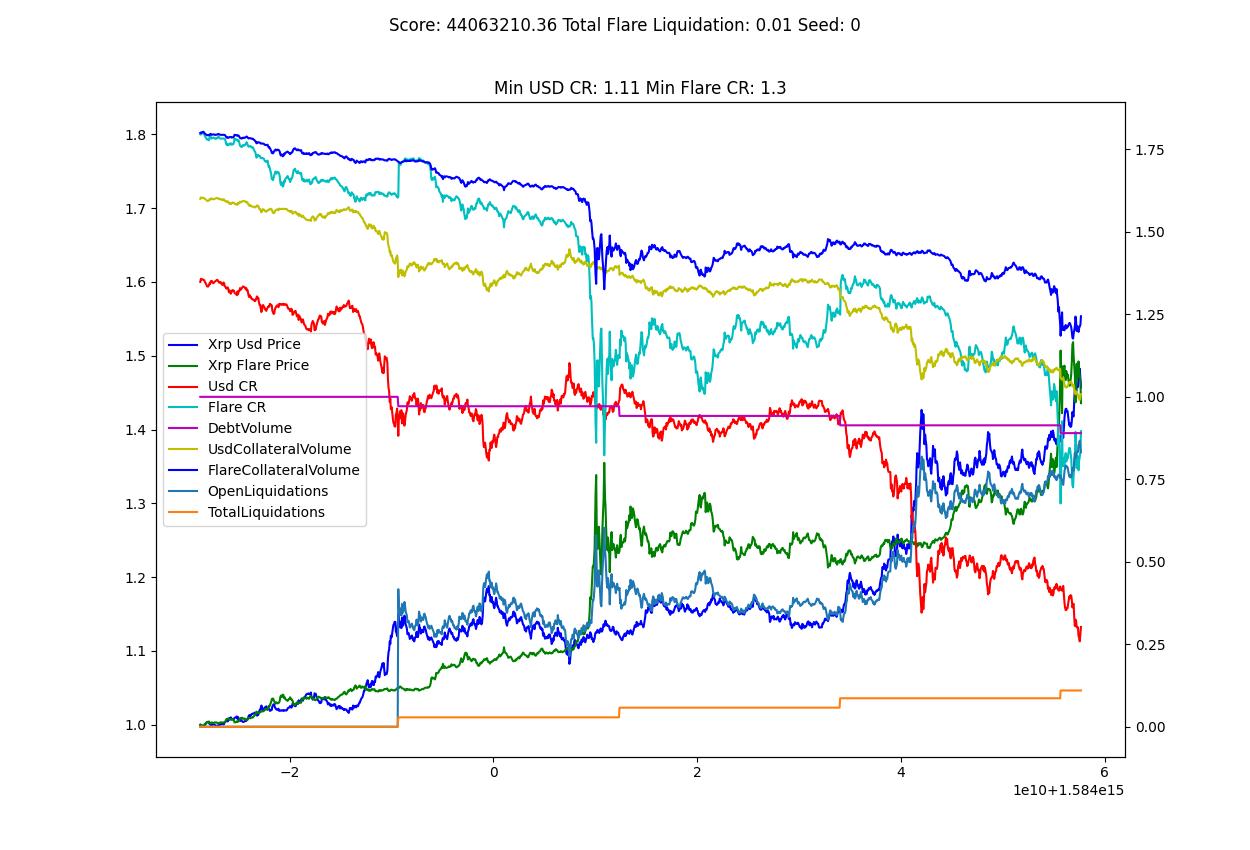 Score: 44063210.36 Total Flare Liquidation: 0.01 Seed: 0
Min USD CR: 1.11 Min Flare CR: 1.3
1.8
1.7
1.6
1.5
1.4
1.3
1.2
1.1
1.0
1.75
1.50
1.25
1.00
0.75
0.50
0.25
0.00
Xrp Usd Price
Xrp Flare Price
Usd CR
Flare CR
DebtVolume
UsdCollateralVolume
FlareCollateralVolume
OpenLiquidations
TotalLiquidations
−2 0 2 4 6
1e10+1.584e15